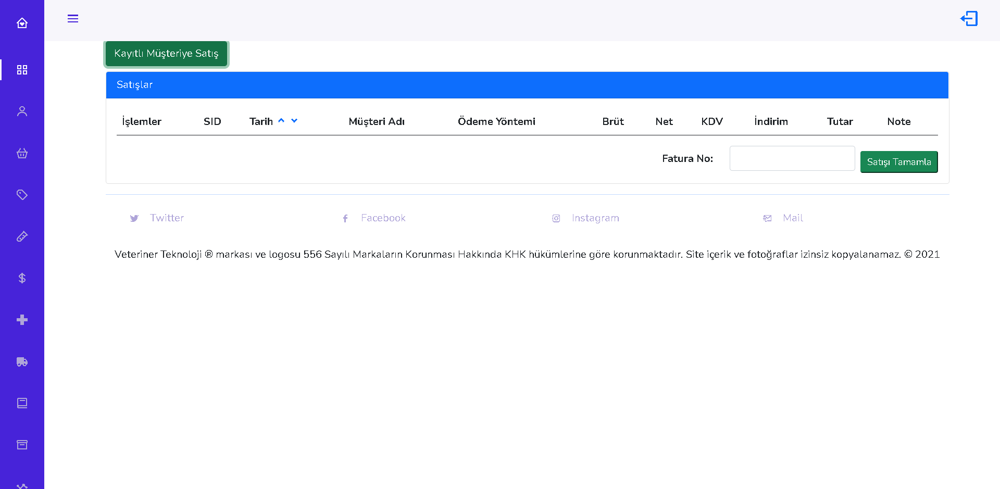 Kayıtlı Müşteriye Satış
Satışlar
İşlemler SID Tarih Müşteri Adı Ödeme Yöntemi Brüt Net KDV İndirim Tutar Note
Fatura No: Satışı Tamamla
Twitter Facebook Instagram Mail
Veteriner Teknoloji ® markası ve logosu 556 Sayılı Markaların Korunması Hakkında KHK hükümlerine göre korunmaktadır. Site içerik ve fotoğraflar izinsiz kopyalanamaz. © 2021